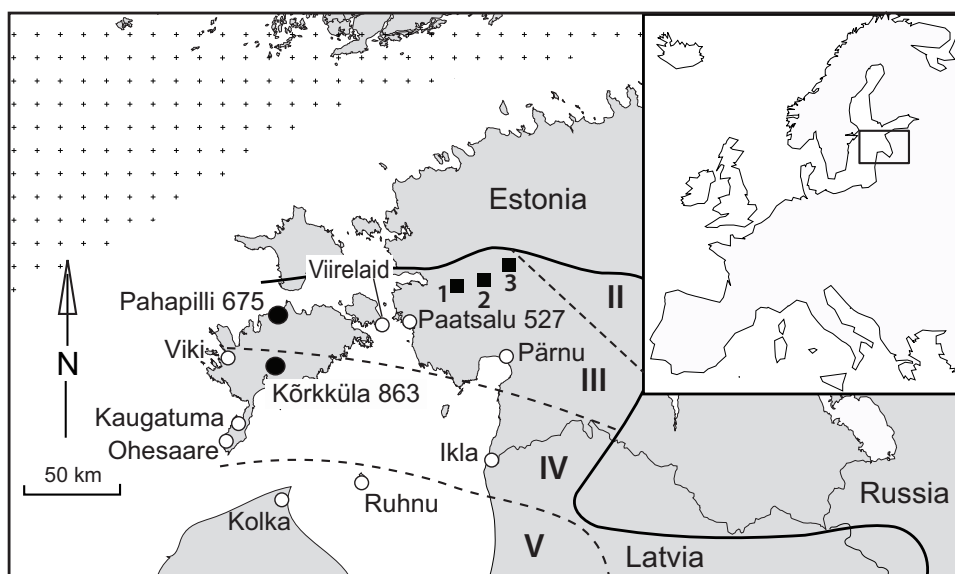 Estonia
Viirelaid
Pahapilli 675
1
2
3
II
Paatsalu 527
Viki
Pärnu
N
Kõrkküla 863
III
Kaugatuma
Ohesaare
Ikla
IV
50 km
Ruhnu
Russia
Kolka
V
Latvia